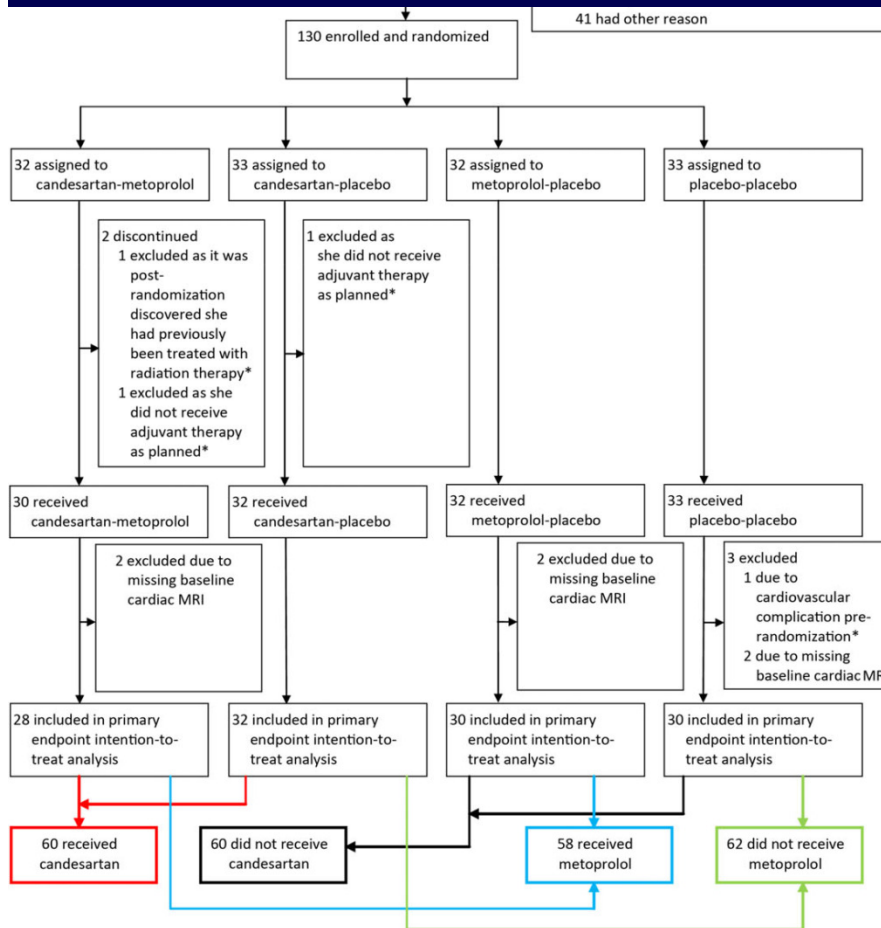 41 had other reason
130 enrolled and randomized
32 assigned to
candesartan-metoprolol
33 assigned to
candesartan-placebo
32 assigned to
metoprolol-placebo
33 assigned to
placebo-placebo
2 discontinued
1 excluded as it was
post-
randomization
discovered she
had previously
been treated with
radiation therapy*
1 excluded as she
did not receive
adjuvant therapy
as planned*
1 excluded as
she did not receive
adjuvant therapy
as planned*
30 received
candesartan-metoprolol
32 received
candesartan-placebo
32 received
metoprolol-placebo
33 received
placebo-placebo
2 excluded due to
missing baseline
cardiac MRI
2 excluded due to
missing baseline
cardiac MRI
3 excluded
1 due to
cardiovascular
complication pre-
randomization*
2 due to missing
baseline cardiac MR
28 included in primary
endpoint intention-to-
treat analysis
32 included in primary
endpoint intention-to-
treat analysis
30 included in primary
endpoint intention-to-
treat analysis
30 included in primary
endpoint intention-to-
treat analysis
60 received
candesartan
60 did not receive
candesartan
58 received
metoprolol
62 did not receive
metoprolol